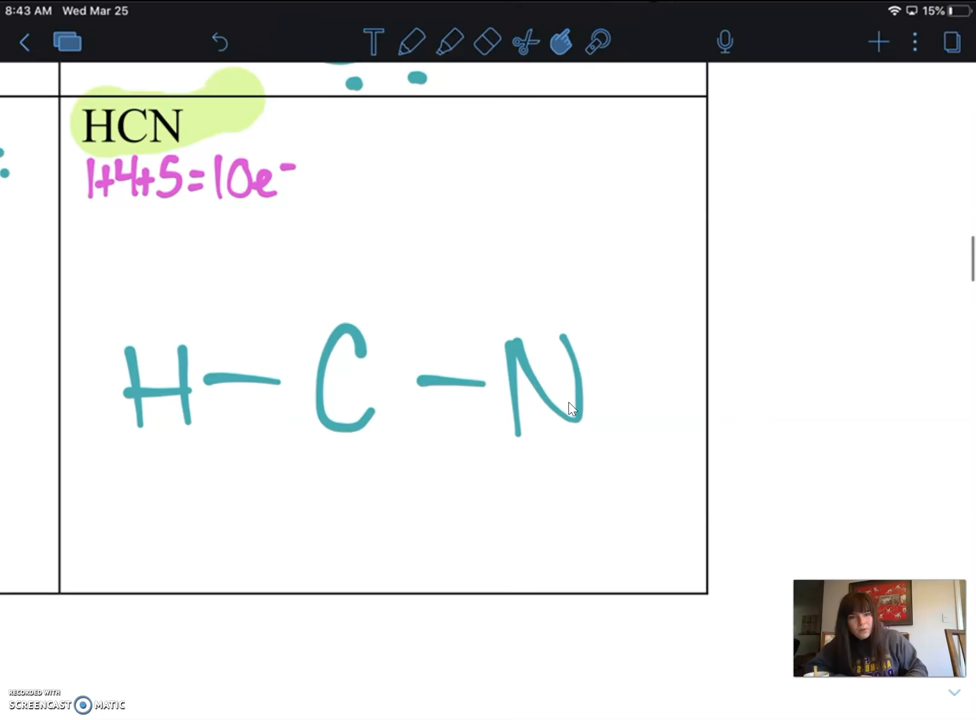 8:43 AM Wed Mar 25
15%
T
HCN
1+4+5=10e⁻
H — C — N
RECORDED WITH
SCREENCAST MATIC